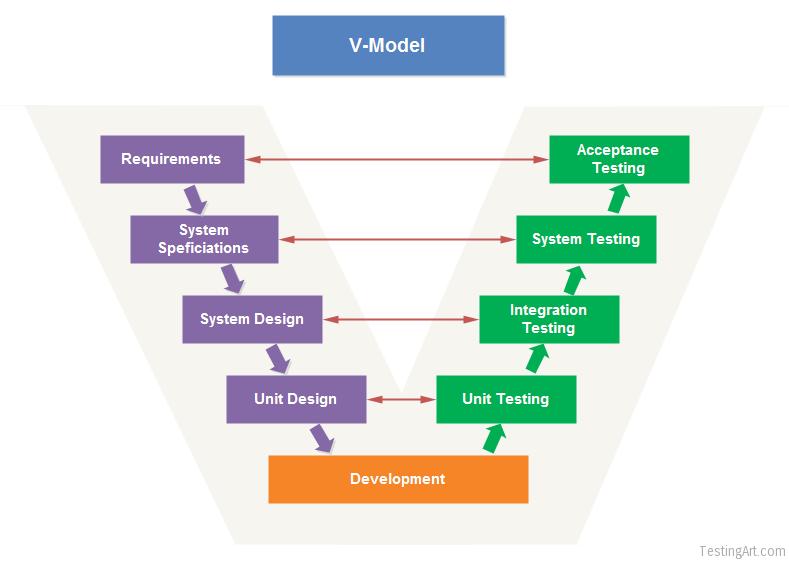 V-Model
Requirements
Acceptance
Testing
System
Speficiations
System Testing
System Design
Integration
Testing
Unit Design
Unit Testing
Development
TestingArt.com